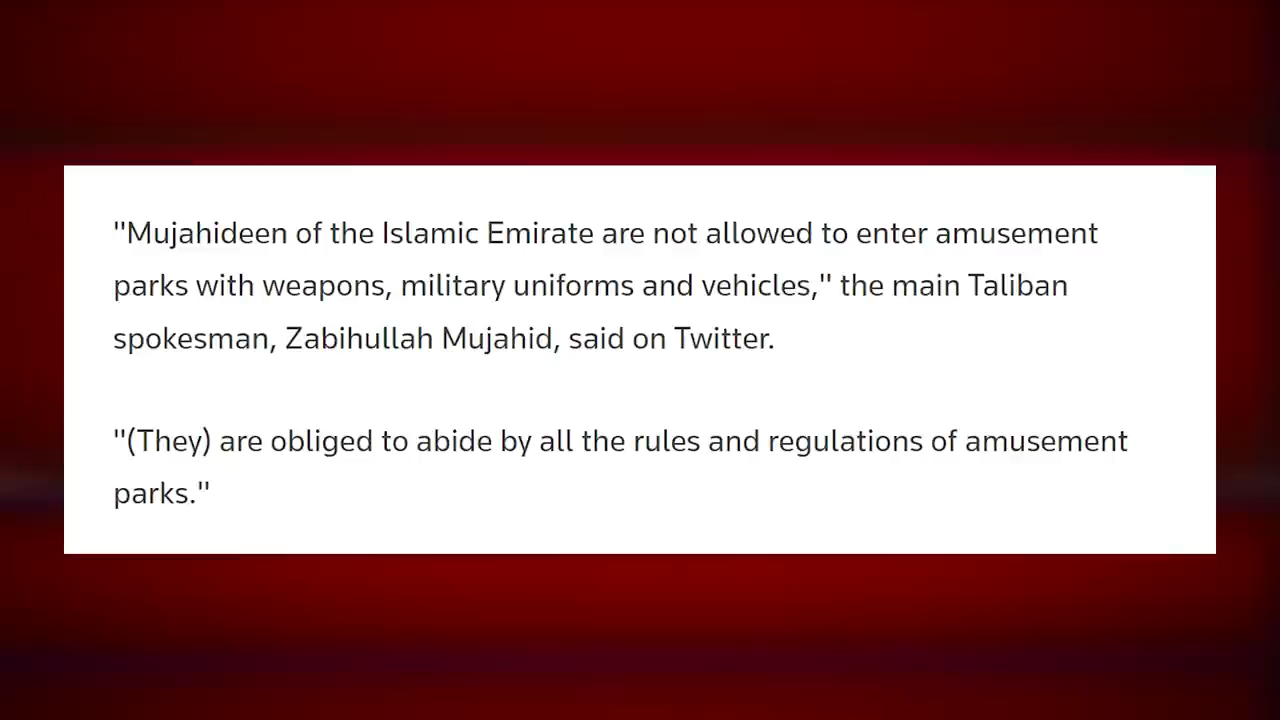 "Mujahideen of the Islamic Emirate are not allowed to enter amusement
parks with weapons, military uniforms and vehicles," the main Taliban
spokesman, Zabihullah Mujahid, said on Twitter.
"(They) are obliged to abide by all the rules and regulations of amusement
parks."